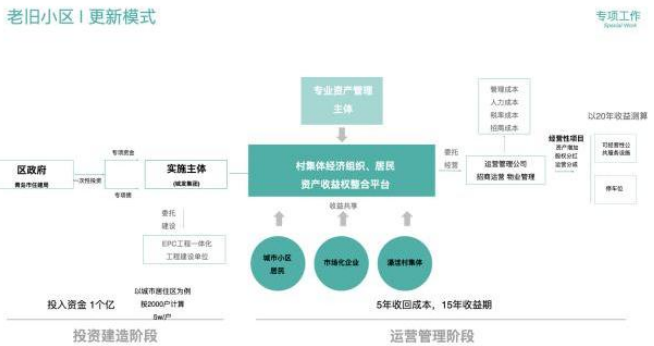 老旧小区 | 更新模式
专项工作
Special Work
专业资产管理
主体
管理成本
人力成本
税率成本
招商成本
以20年收益测算
区政府
青岛市住建局
一次性投资
专项资金
专项债
实施主体
(城发集团)
村集体经济组织、居民
资产收益权整合平台
委托
经营
运营管理公司
招商运营 物业管理
经营性项目
资产增加
股权分红
运营分成
可经营性公
共服务设施
停车位
收益共享
委托
建设
EPC工程一体化
工程建设单位
城市小区
居民
市场化企业
村集体
投入资金 1个亿
以城市居住区为例
按2000户计算
5w/户
5年收回成本，15年收益期
投资建造阶段
运营管理阶段